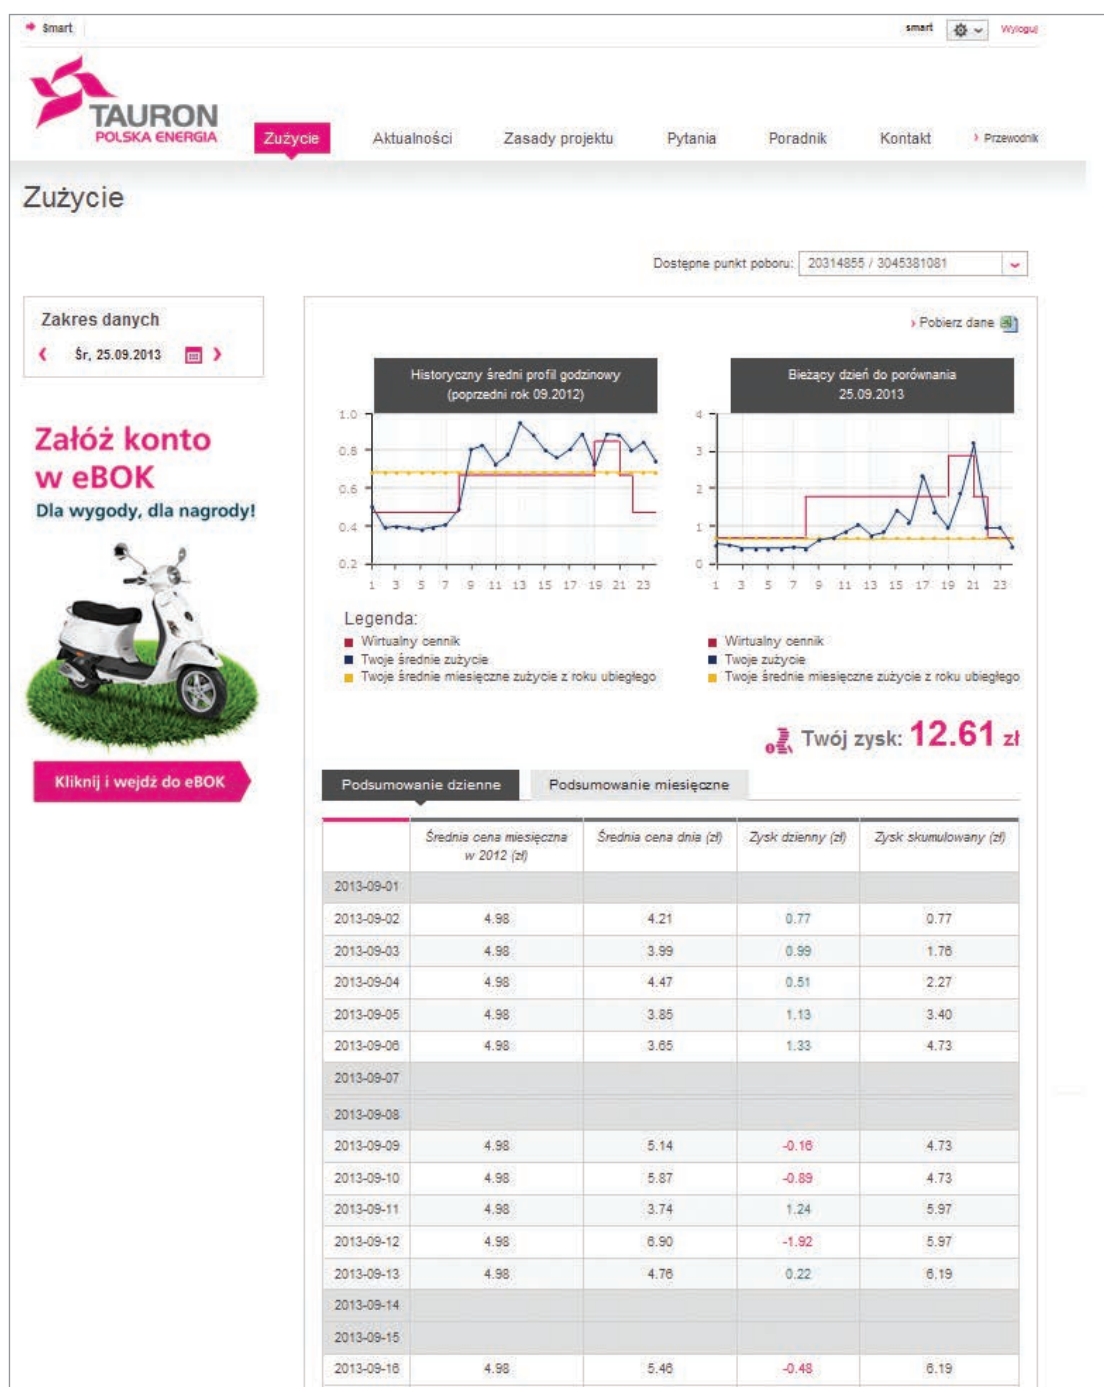 Smart
smart
Wyloguj
TAURON
POLSKA ENERGIA
Zużycie
Aktualności
Zasady projektu
Pytania
Poradnik
Kontakt
Przewodnik
Zużycie
Dostępne punkt poboru: 20314855 / 3045381081
Zakres danych
Śr, 25.09.2013
Pobierz dane
Załóż konto
w eBOK
Dla wygody, dla nagrody!
Kliknij i wejdź do eBOK
Historyczny średni profil godzinowy
(poprzedni rok 09.2012)
1.0
0.8
0.6
0.4
0.2
1 3 5 7 9 11 13 15 17 19 21 23
Bieżący dzień do porównania
25.09.2013
4
3
2
1
0
1 3 5 7 9 11 13 15 17 19 21 23
Legenda:
Wirtualny cennik
Twoje średnie zużycie
Twoje średnie miesięczne zużycie z roku ubiegłego
Wirtualny cennik
Twoje zużycie
Twoje średnie miesięczne zużycie z roku ubiegłego
Twój zysk: 12.61 zł
Podsumowanie dzienne
Podsumowanie miesięczne
Średnia cena miesięczna
w 2012 (zł)
Średnia cena dnia (zł)
Zysk dzienny (zł)
Zysk skumulowany (zł)
2013-09-01
2013-09-02 4.98 4.21 0.77 0.77
2013-09-03 4.98 3.99 0.99 1.76
2013-09-04 4.98 4.47 0.51 2.27
2013-09-05 4.98 3.85 1.13 3.40
2013-09-06 4.98 3.65 1.33 4.73
2013-09-07
2013-09-08
2013-09-09 4.98 5.14 -0.16 4.73
2013-09-10 4.98 5.87 -0.89 4.73
2013-09-11 4.98 3.74 1.24 5.97
2013-09-12 4.98 6.90 -1.92 5.97
2013-09-13 4.98 4.76 0.22 6.19
2013-09-14
2013-09-15
2013-09-16 4.98 5.46 -0.48 6.19